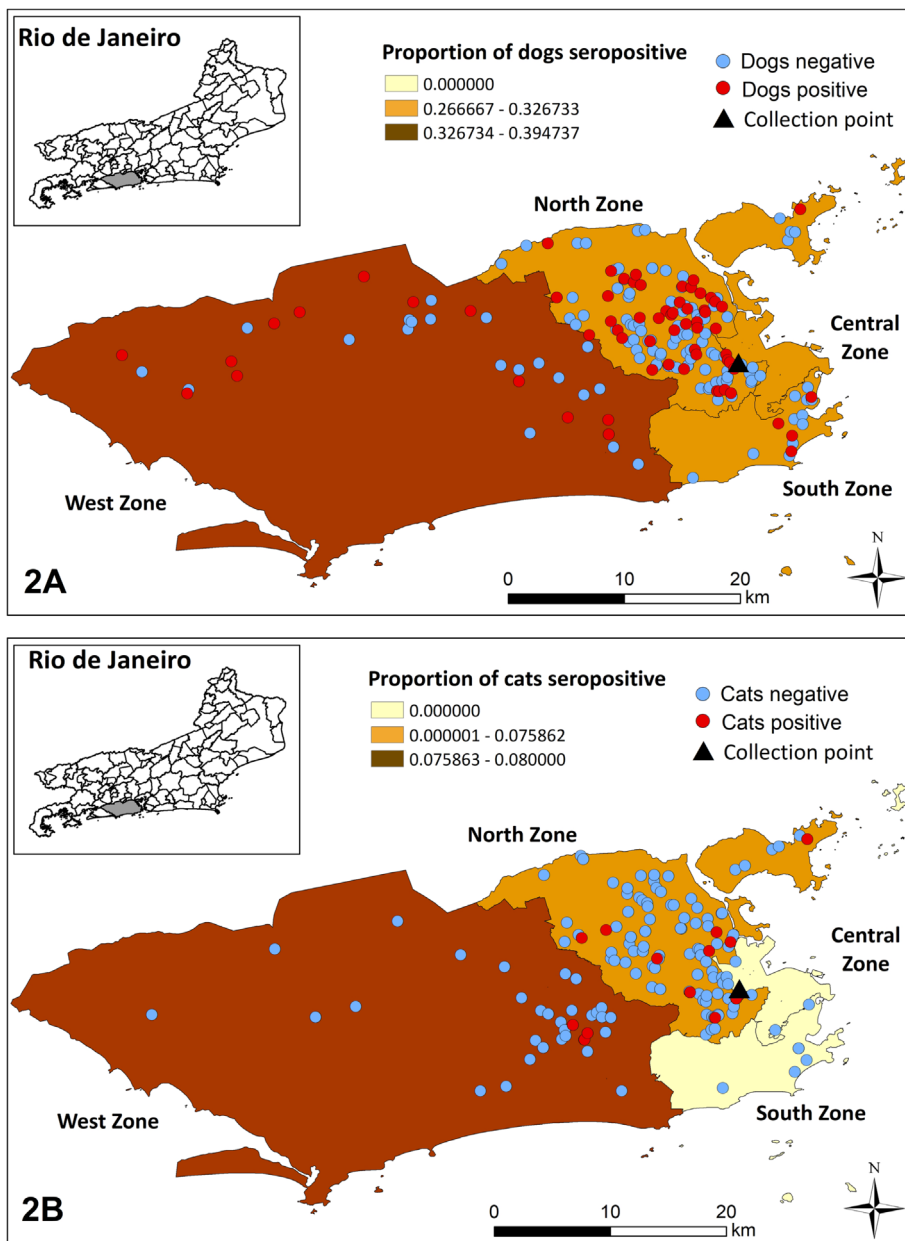 Rio de Janeiro
Proportion of dogs seropositive
0.000000
0.266667 - 0.326733
0.326734 - 0.394737
Dogs negative
Dogs positive
Collection point
North Zone
Central
Zone
West Zone
South Zone
N
2A
0 10 20
km
Rio de Janeiro
Proportion of cats seropositive
0.000000
0.000001 - 0.075862
0.075863 - 0.080000
Cats negative
Cats positive
Collection point
North Zone
Central
Zone
West Zone
South Zone
N
2B
0 10 20
km